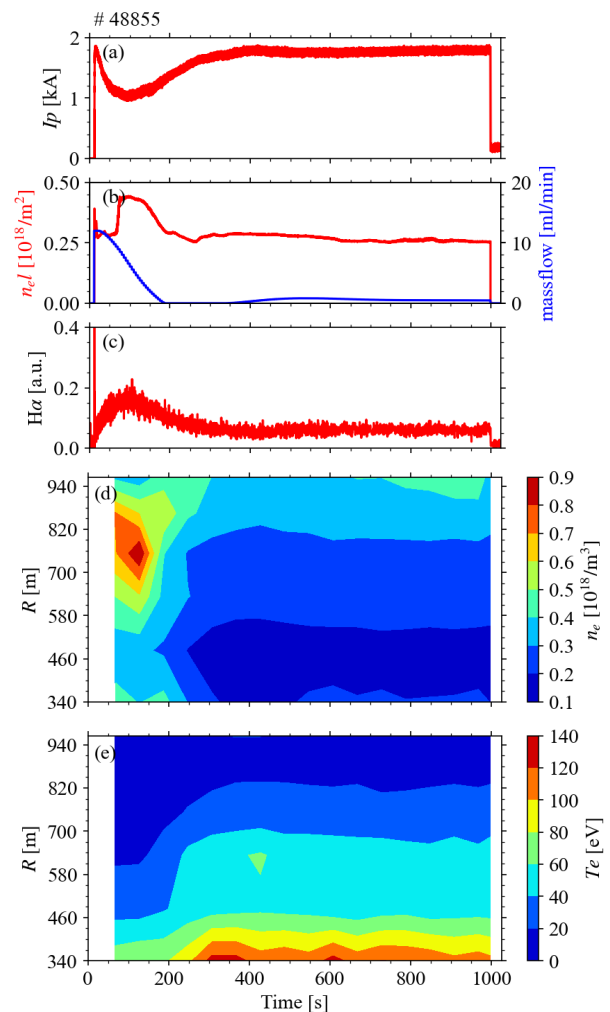 # 48855
(a)
Ip [kA]
2
1
0
(b)
n_e l [10^18/m^2]
0.50
0.25
0.00
massflow [ml/min]
20
10
0
(c)
Hα [a.u.]
0.4
0.2
0.0
(d)
R [m]
940
820
700
580
460
340
n_e [10^18/m^3]
0.9
0.8
0.7
0.6
0.5
0.4
0.3
0.2
0.1
(e)
R [m]
940
820
700
580
460
340
Te [eV]
140
120
100
80
60
40
20
0
0 200 400 600 800 1000
Time [s]